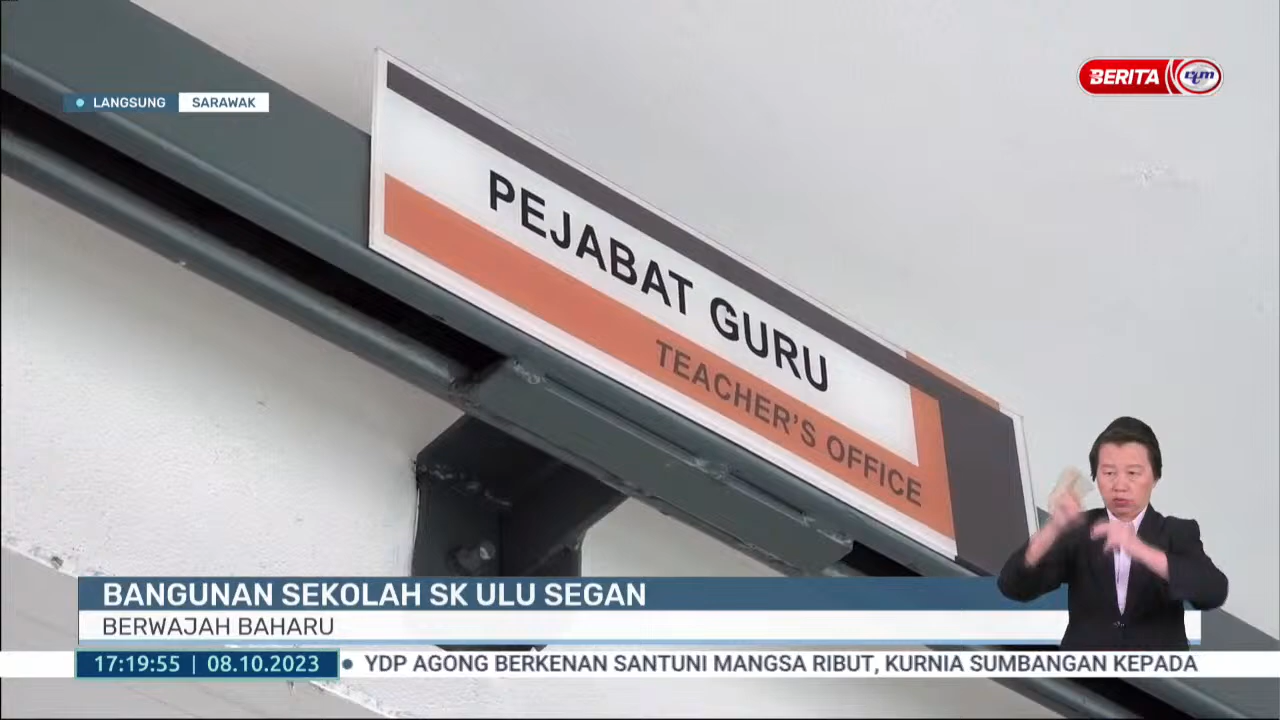 LANGSUNG SARAWAK
BERITA rtm
PEJABAT GURU
TEACHER'S OFFICE
BANGUNAN SEKOLAH SK ULU SEGAN
BERWAJAH BAHARU
17:19:55 | 08.10.2023 • YDP AGONG BERKENAN SANTUNI MANGSA RIBUT, KURNIA SUMBANGAN KEPADA